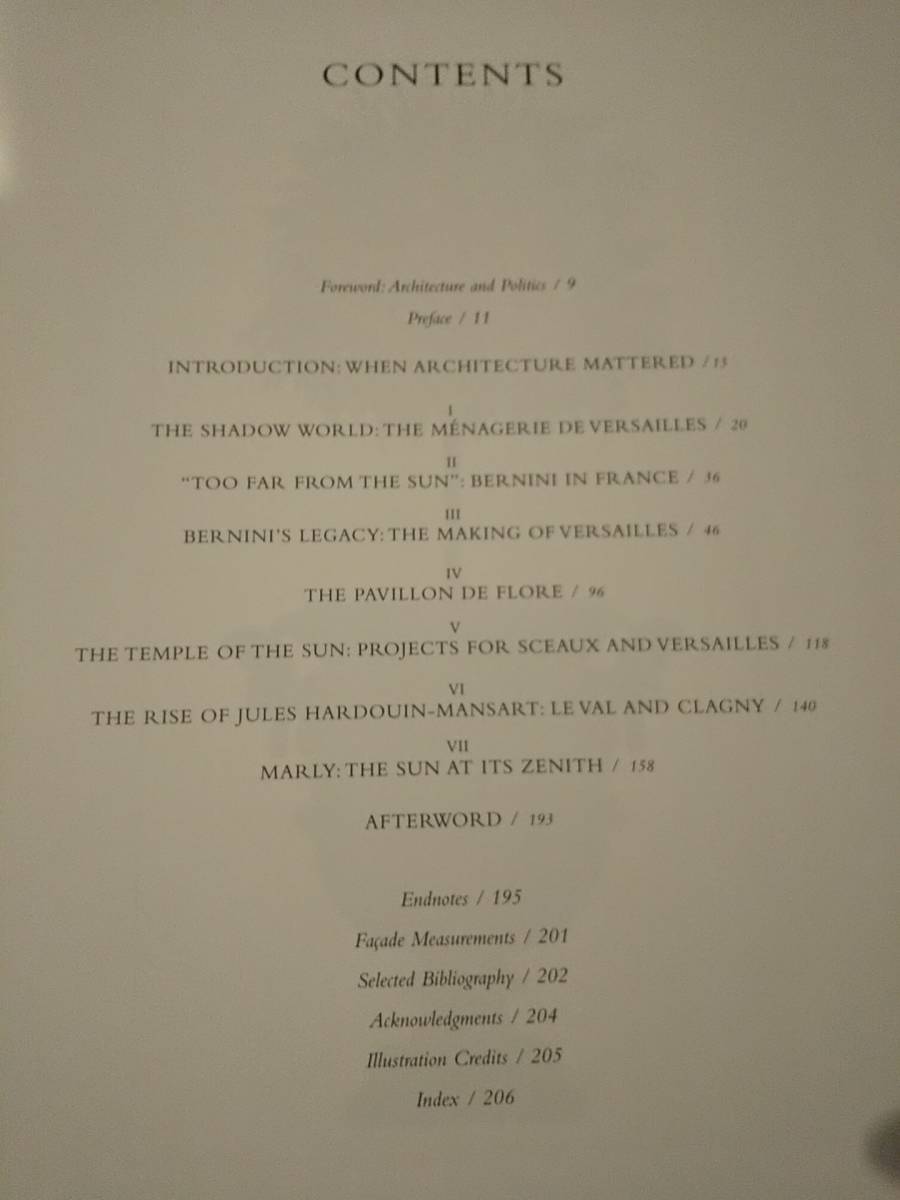 CONTENTS
Foreword: Architecture and Politics / 9
Preface / 11
INTRODUCTION: WHEN ARCHITECTURE MATTERED / 13
I
THE SHADOW WORLD: THE MÉNAGERIE DE VERSAILLES / 20
II
"TOO FAR FROM THE SUN": BERNINI IN FRANCE / 36
III
BERNINI'S LEGACY: THE MAKING OF VERSAILLES / 46
IV
THE PAVILLON DE FLORE / 96
V
THE TEMPLE OF THE SUN: PROJECTS FOR SCEAUX AND VERSAILLES / 118
VI
THE RISE OF JULES HARDOUIN-MANSART: LE VAL AND CLAGNY / 140
VII
MARLY: THE SUN AT ITS ZENITH / 158
AFTERWORD / 193
Endnotes / 195
Façade Measurements / 201
Selected Bibliography / 202
Acknowledgments / 204
Illustration Credits / 205
Index / 206